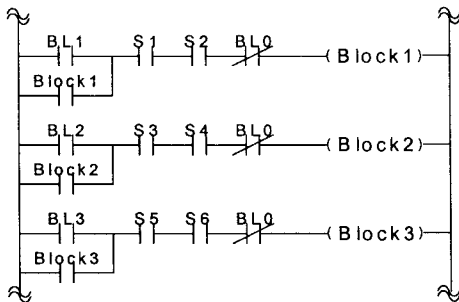 BL1 S1 S2 BL0
Block1 (Block1)
BL2 S3 S4 BL0
Block2 (Block2)
BL3 S5 S6 BL0
Block3 (Block3)